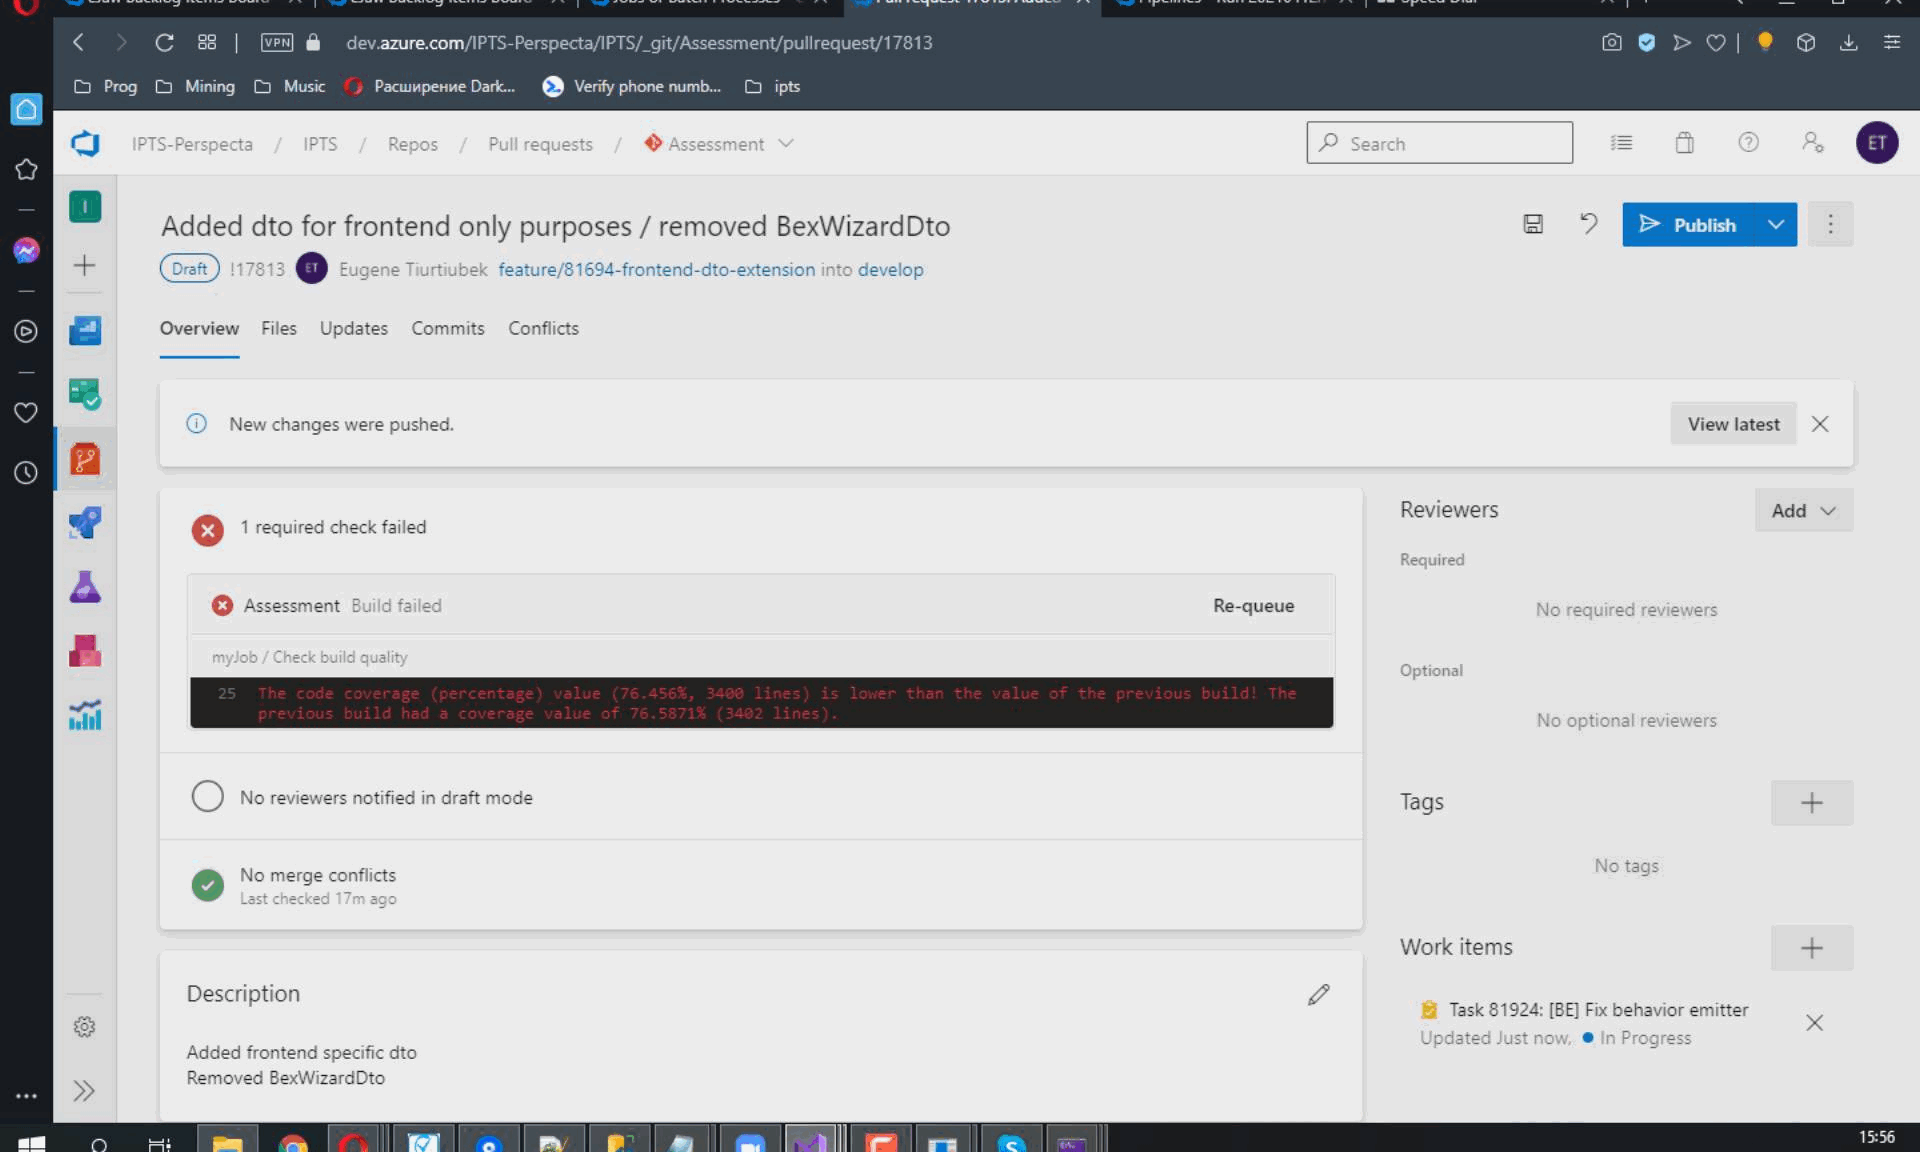 VPN dev.azure.com/IPTS-Perspecta/IPTS/_git/Assessment/pullrequest/17813
Prog Mining Music Расширение Dark... Verify phone numb... ipts
IPTS-Perspecta / IPTS / Repos / Pull requests / Assessment
Search
ET
I
Added dto for frontend only purposes / removed BexWizardDto
Publish
Draft !17813 ET Eugene Tiurtiubek feature/81694-frontend-dto-extension into develop
Overview Files Updates Commits Conflicts
New changes were pushed.
View latest
1 required check failed
Assessment Build failed
Re-queue
myJob / Check build quality
25 The code coverage (percentage) value (76.456%, 3400 lines) is lower than the value of the previous build! The
previous build had a coverage value of 76.5871% (3402 lines).
No reviewers notified in draft mode
No merge conflicts
Last checked 17m ago
Description
Added frontend specific dto
Removed BexWizardDto
Reviewers
Add
Required
No required reviewers
Optional
No optional reviewers
Tags
No tags
Work items
Task 81924: [BE] Fix behavior emitter
Updated Just now, In Progress
15:56